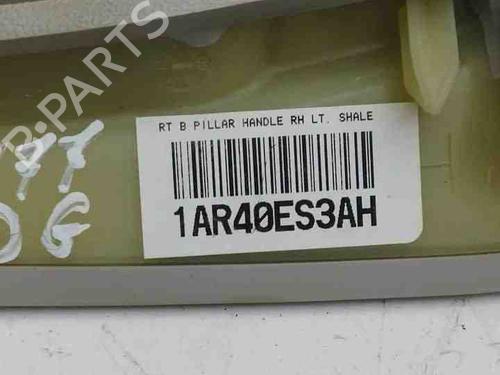 RT B PILLAR HANDLE RH LT. SHALE
1AR40ES3AH
B-PARTS